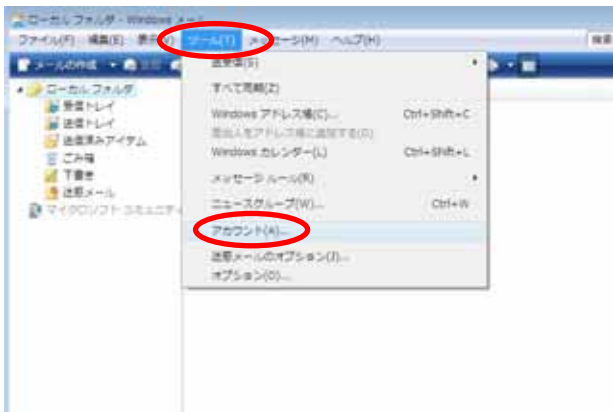 ローカル フォルダ - Windows メール
ファイル(F) 編集(E) 表示(V) ツール(T) メッセージ(M) ヘルプ(H)
検索
メールの作成
ローカル フォルダ
受信トレイ
送信トレイ
送信済みアイテム
ごみ箱
下書き
迷惑メール
マイクロソフト コミュニティ
送受信(S)
すべて同期(Z)
Windows アドレス帳(C)... Ctrl+Shift+C
差出人をアドレス帳に追加する(D)
Windows カレンダー(L) Ctrl+Shift+L
メッセージ ルール(R)
ニュースグループ(W)... Ctrl+W
アカウント(A)...
迷惑メールのオプション(J)...
オプション(O)...